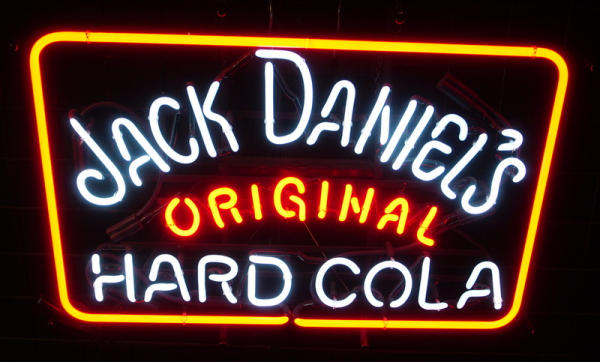 JACK DANIEL'S
ORIGINAL
HARD COLA